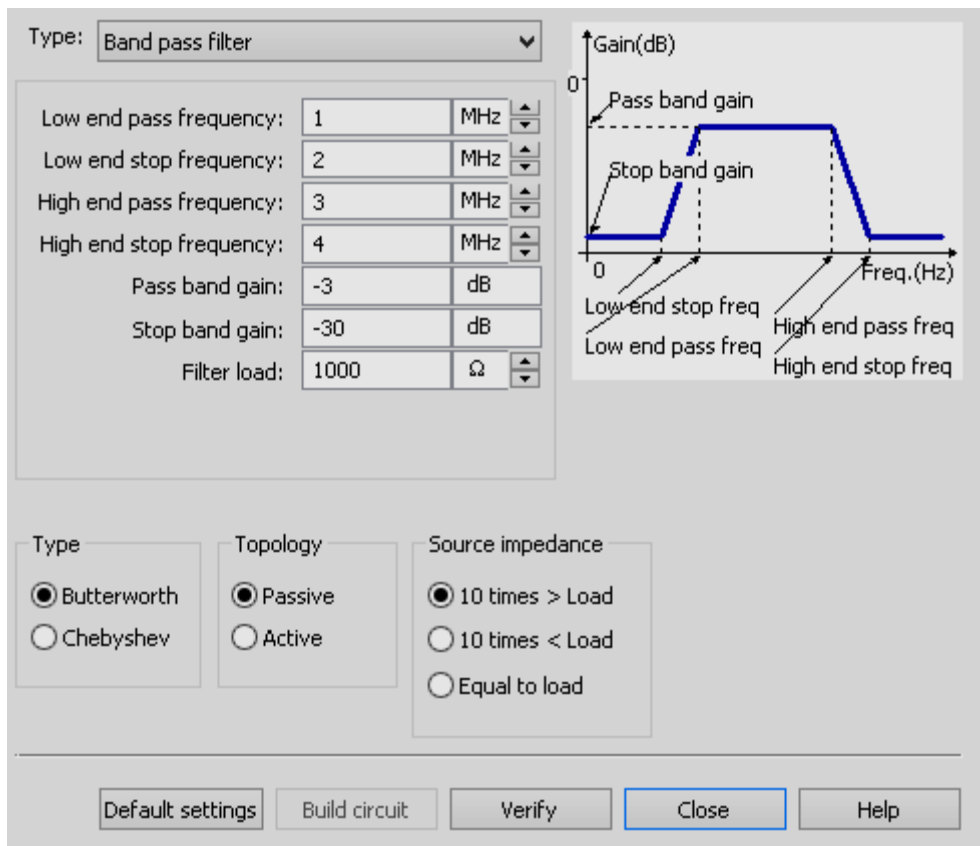 Type: Band pass filter
Low end pass frequency: 1 MHz
Low end stop frequency: 2 MHz
High end pass frequency: 3 MHz
High end stop frequency: 4 MHz
Pass band gain: -3 dB
Stop band gain: -30 dB
Filter load: 1000 Ω
Gain(dB)
0
Pass band gain
Stop band gain
0
Freq.(Hz)
Low end stop freq
High end pass freq
Low end pass freq
High end stop freq
Type
Butterworth
Chebyshev
Topology
Passive
Active
Source impedance
10 times > Load
10 times < Load
Equal to load
Default settings
Build circuit
Verify
Close
Help